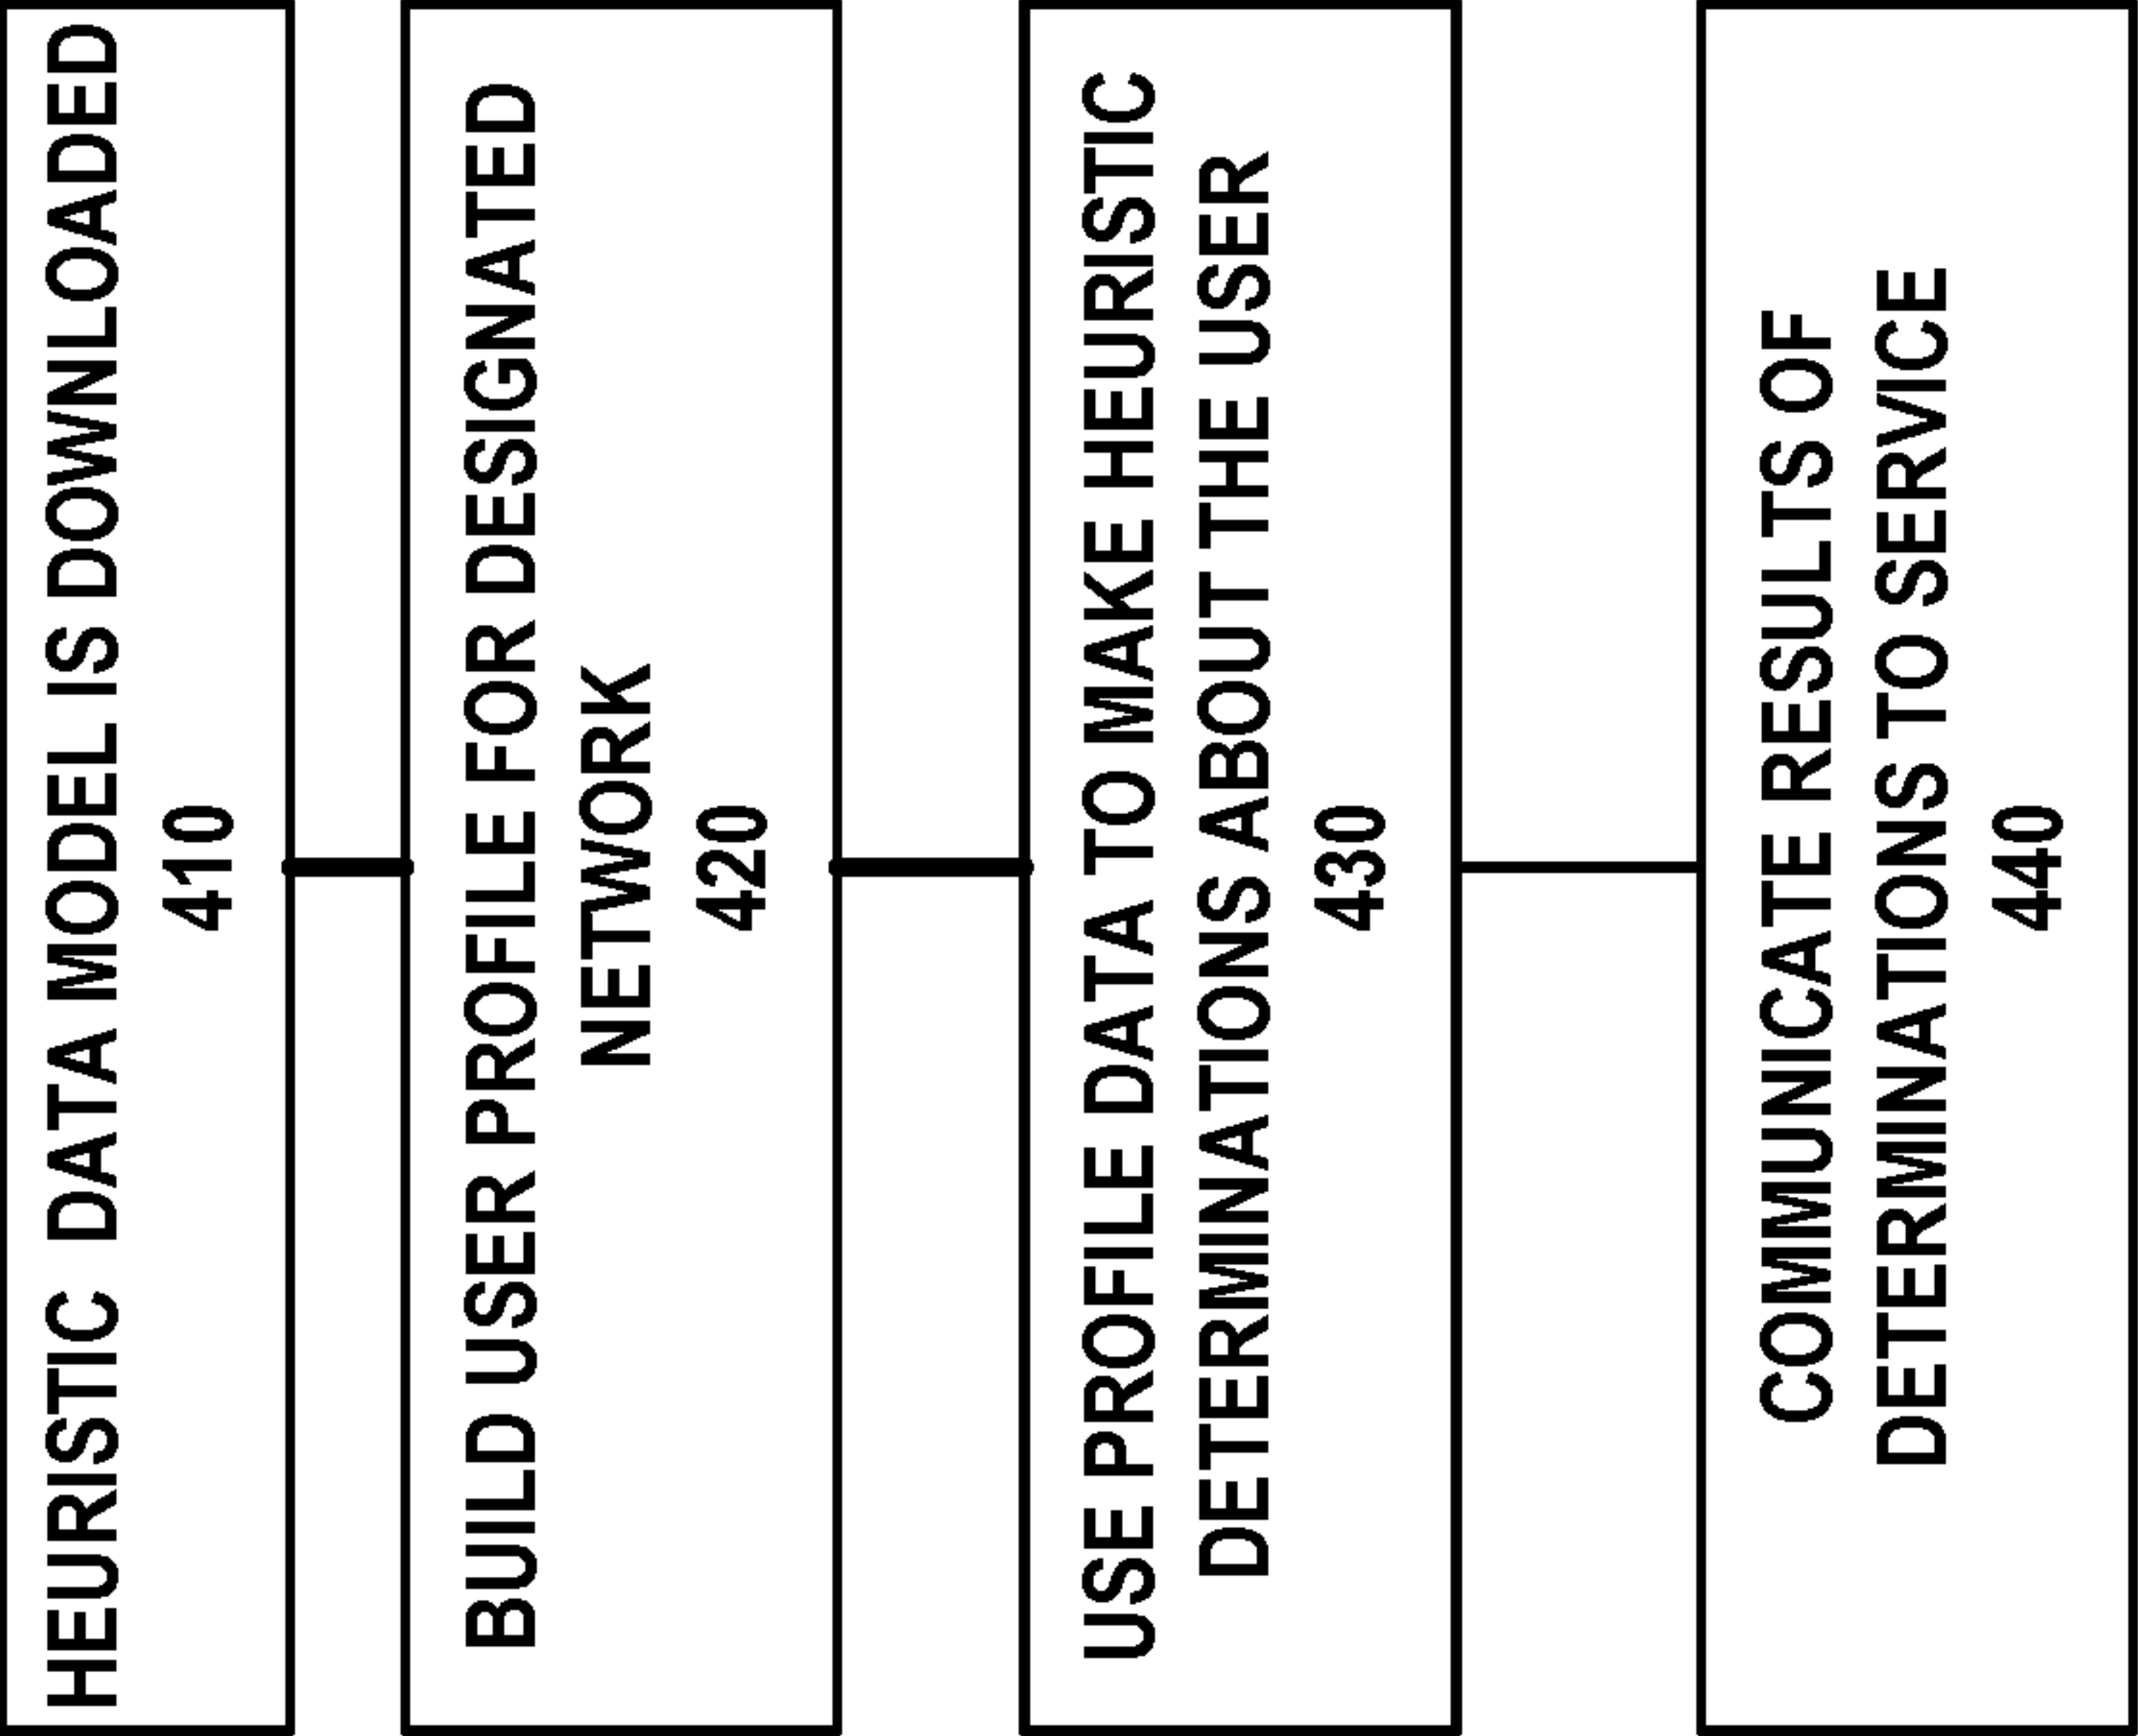 HEURISTIC DATA MODEL IS DOWNLOADED
410
BUILD USER PROFILE FOR DESIGNATED
NETWORK
420
USE PROFILE DATA TO MAKE HEURISTIC
DETERMINATIONS ABOUT THE USER
430
COMMUNICATE RESULTS OF
DETERMINATIONS TO SERVICE
440